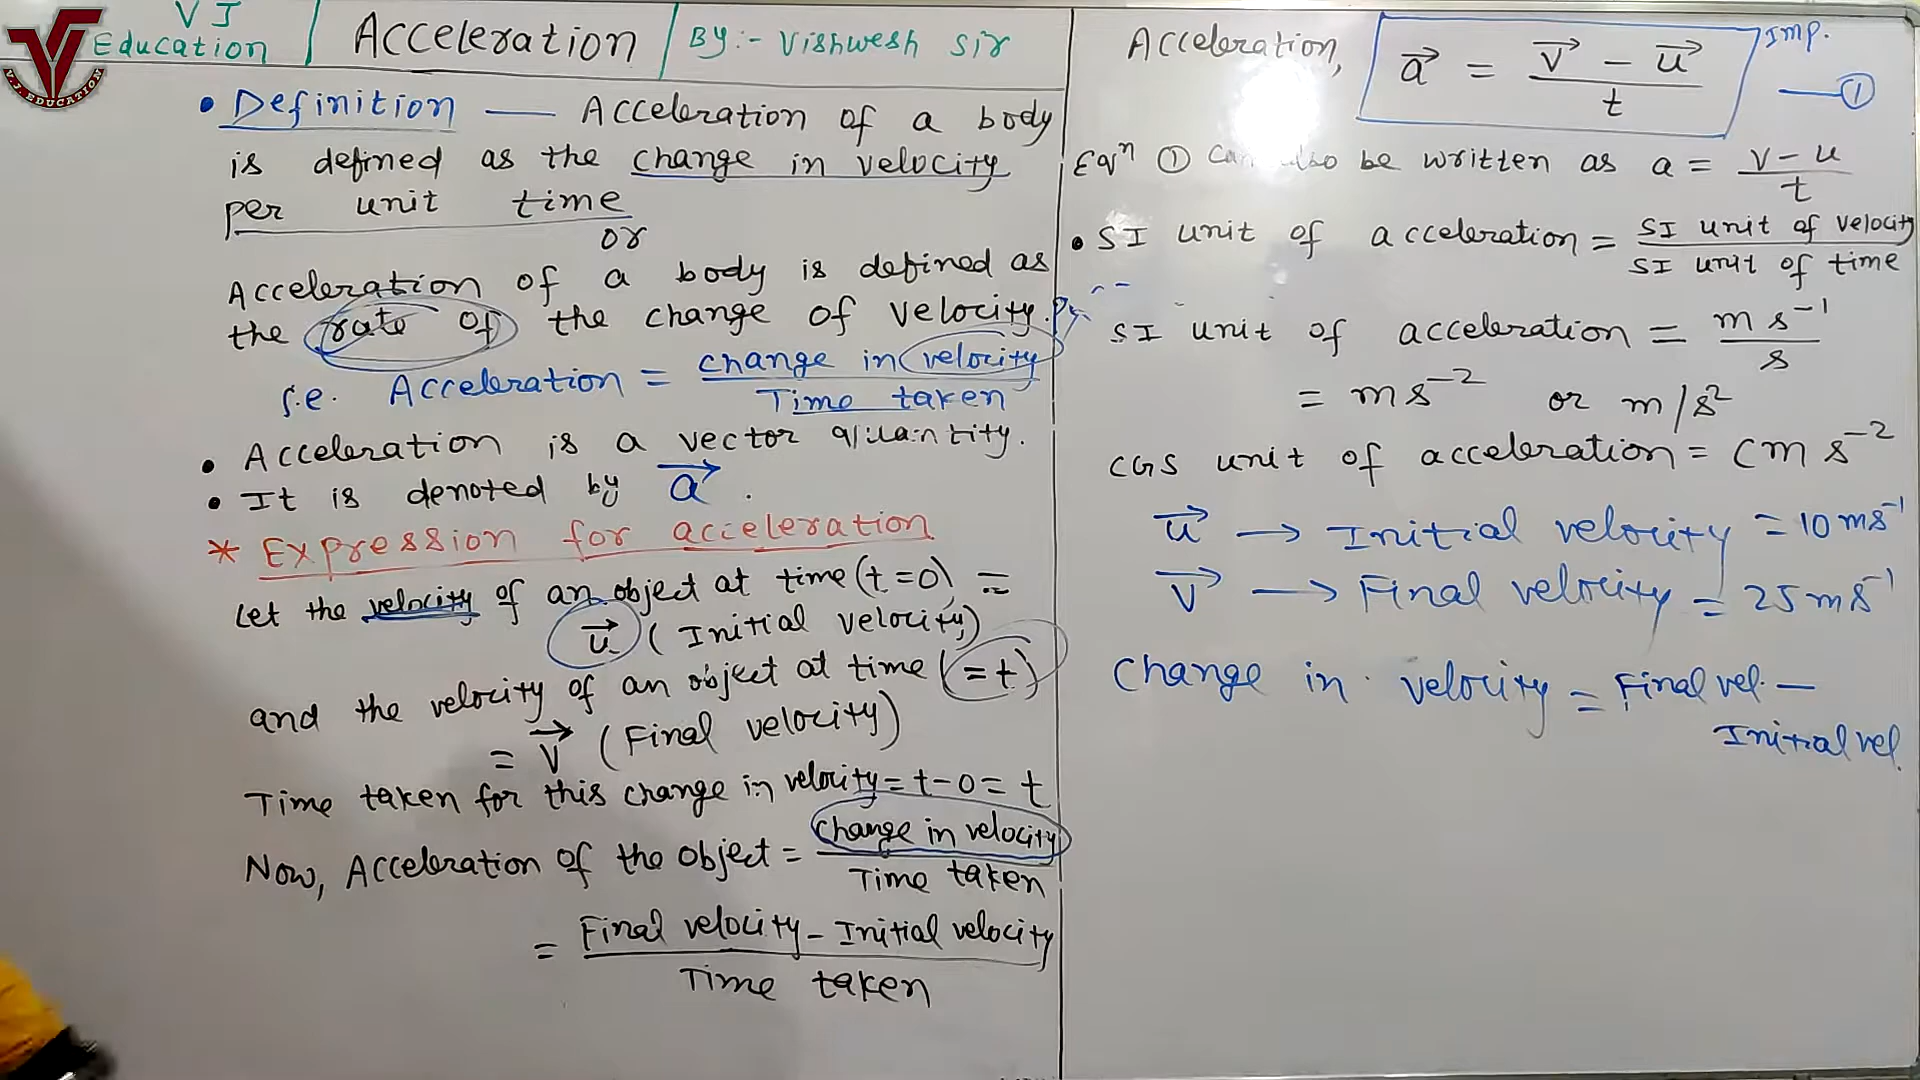 V J
Education
Acceleration
By:- Vishwesh Sir
V.J. EDUCATION
• Definition — Acceleration of a body
is defined as the change in velocity
per unit time
or
Acceleration of a body is defined as
the rate of the change of velocity.
i.e. Acceleration = change in velocity
Time taken
• Acceleration is a vector quantity.
• It is denoted by a⃗ .
* Expression for acceleration
Let the velocity of an object at time (t=0) =
u⃗ (Initial velocity)
and the velocity of an object at time (=t)
= v⃗ (Final velocity)
Time taken for this change in velocity = t-0 = t
Now, Acceleration of the object = change in velocity
Time taken
= Final velocity - Initial velocity
Time taken
Acceleration, a⃗ = v⃗ - u⃗ Imp.
t — ①
Eqⁿ ① can also be written as a = v-u
t
• SI unit of acceleration = SI unit of velocity
SI unit of time
SI unit of acceleration = m s⁻¹
s
= m s⁻² or m/s²
CGS unit of acceleration = cm s⁻²
u⃗ → Initial velocity = 10 ms⁻¹
v⃗ → Final velocity = 25 ms⁻¹
Change in velocity = Final vel. —
Initial vel.